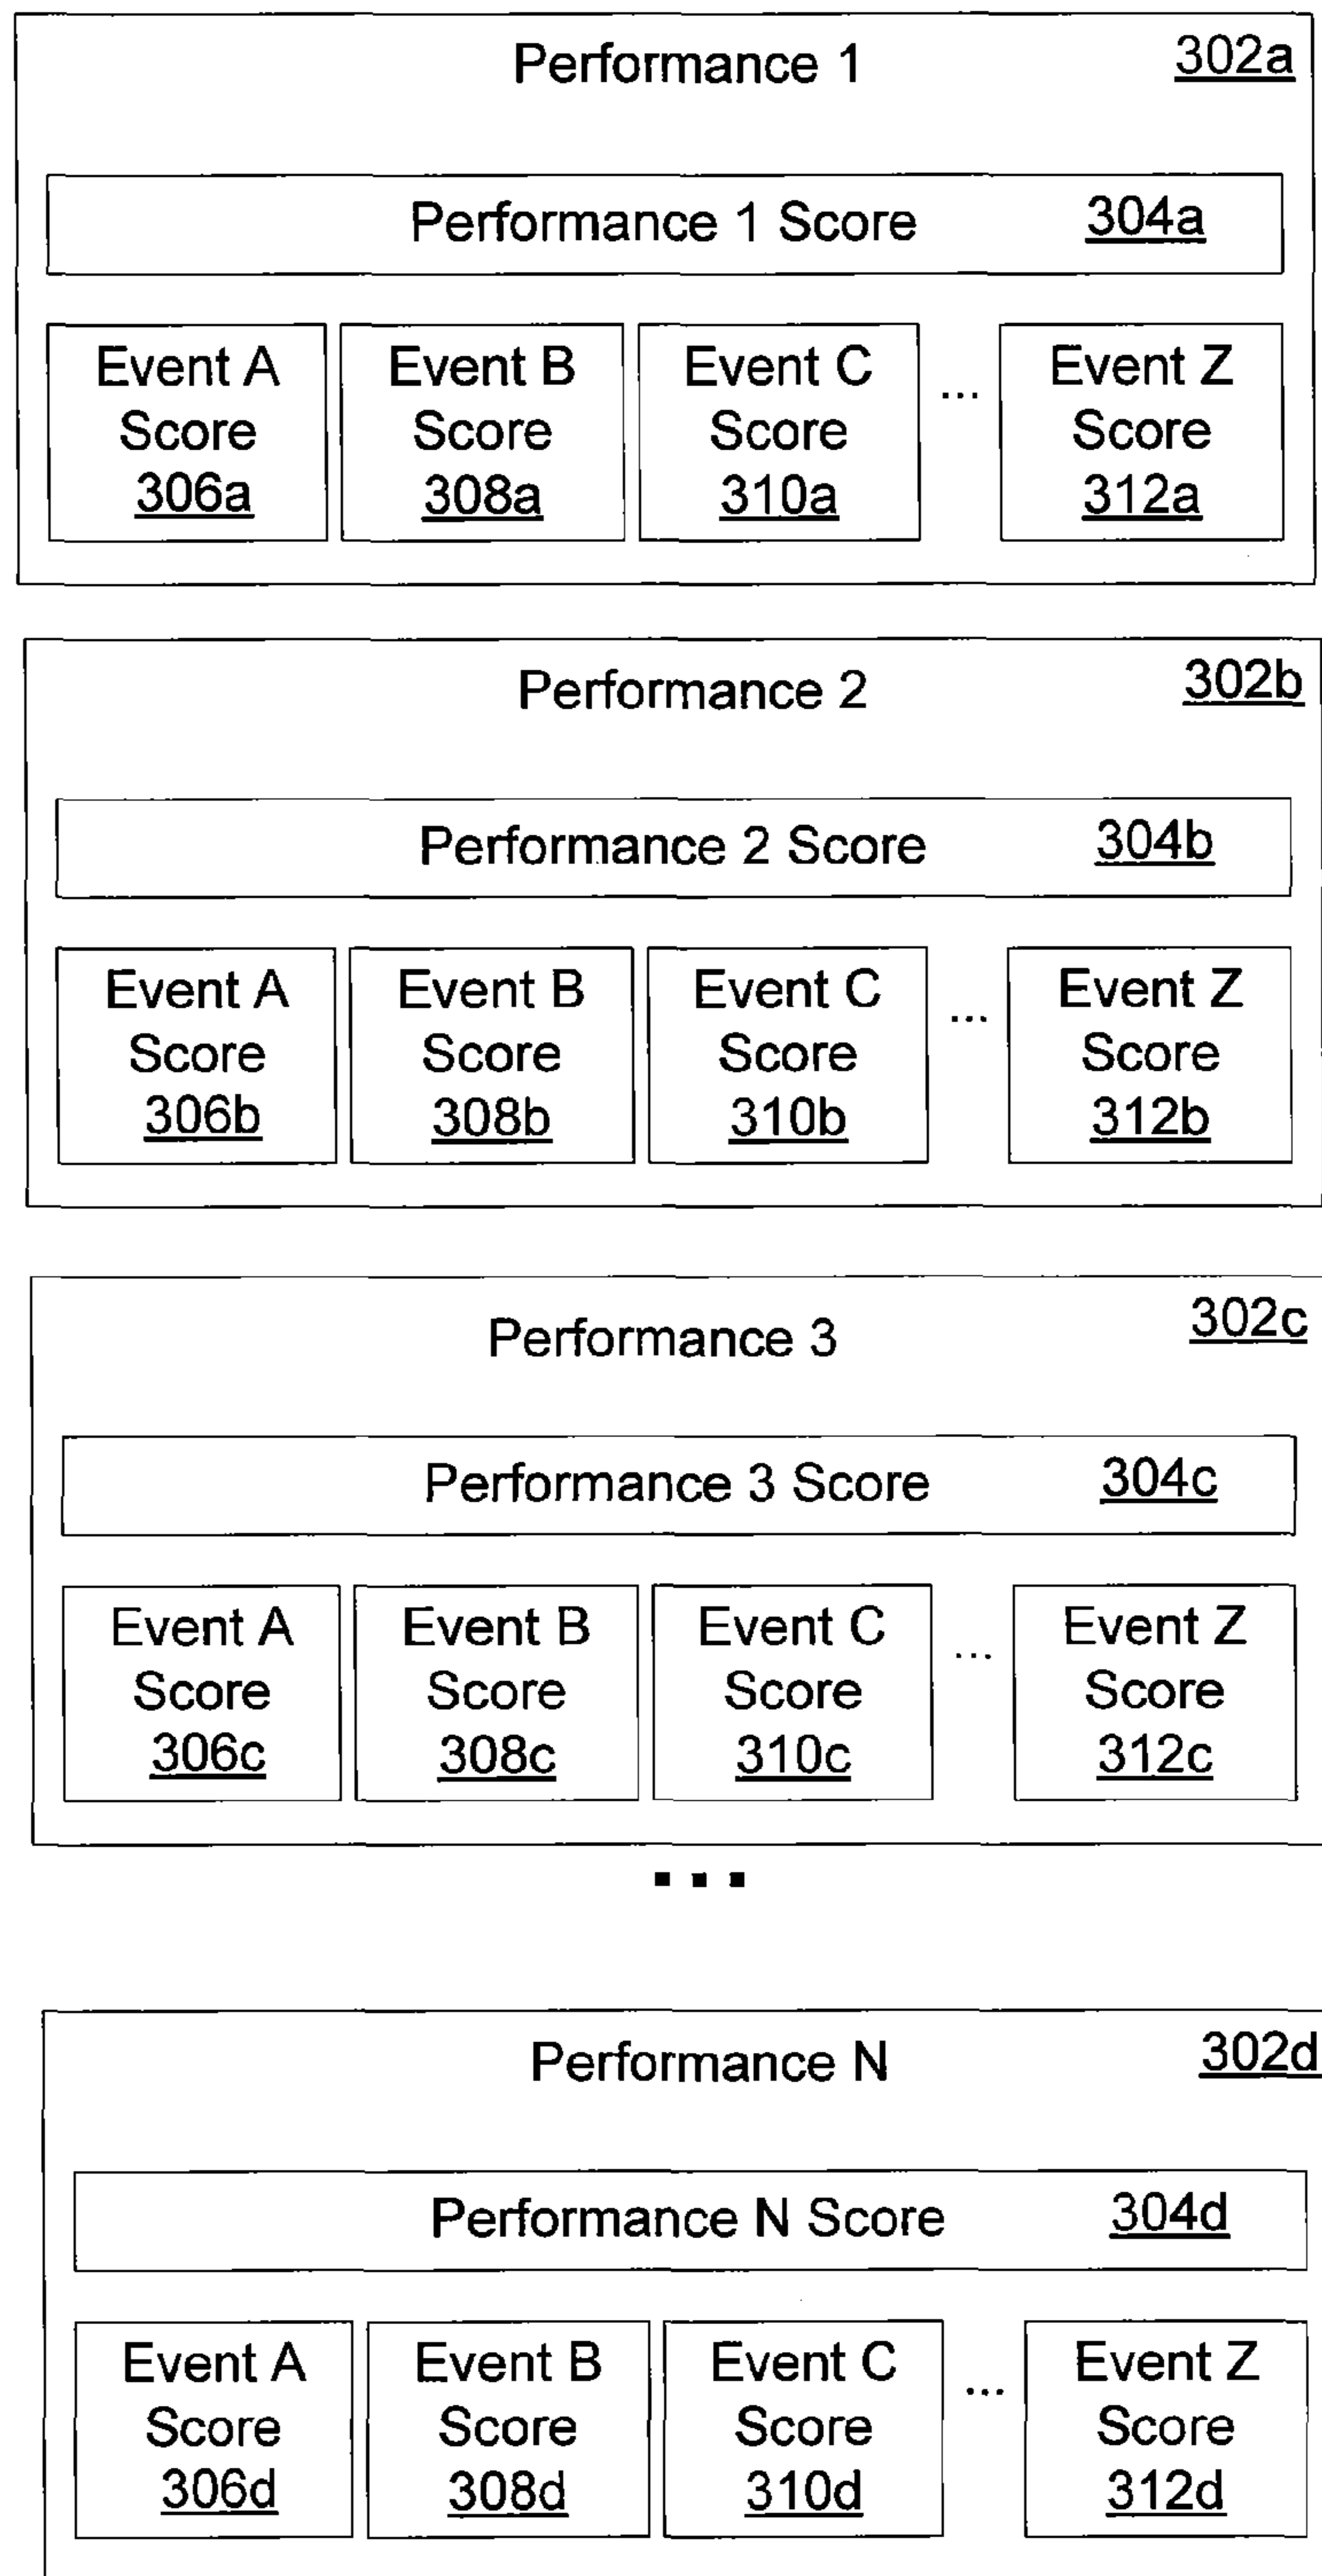 Performance 1 302a
Performance 1 Score 304a
Event A Event B Event C Event Z
Score Score Score ... Score
306a 308a 310a 312a
Performance 2 302b
Performance 2 Score 304b
Event A Event B Event C Event Z
Score Score Score ... Score
306b 308b 310b 312b
Performance 3 302c
Performance 3 Score 304c
Event A Event B Event C Event Z
Score Score Score ... Score
306c 308c 310c 312c
...
Performance N 302d
Performance N Score 304d
Event A Event B Event C Event Z
Score Score Score ... Score
306d 308d 310d 312d